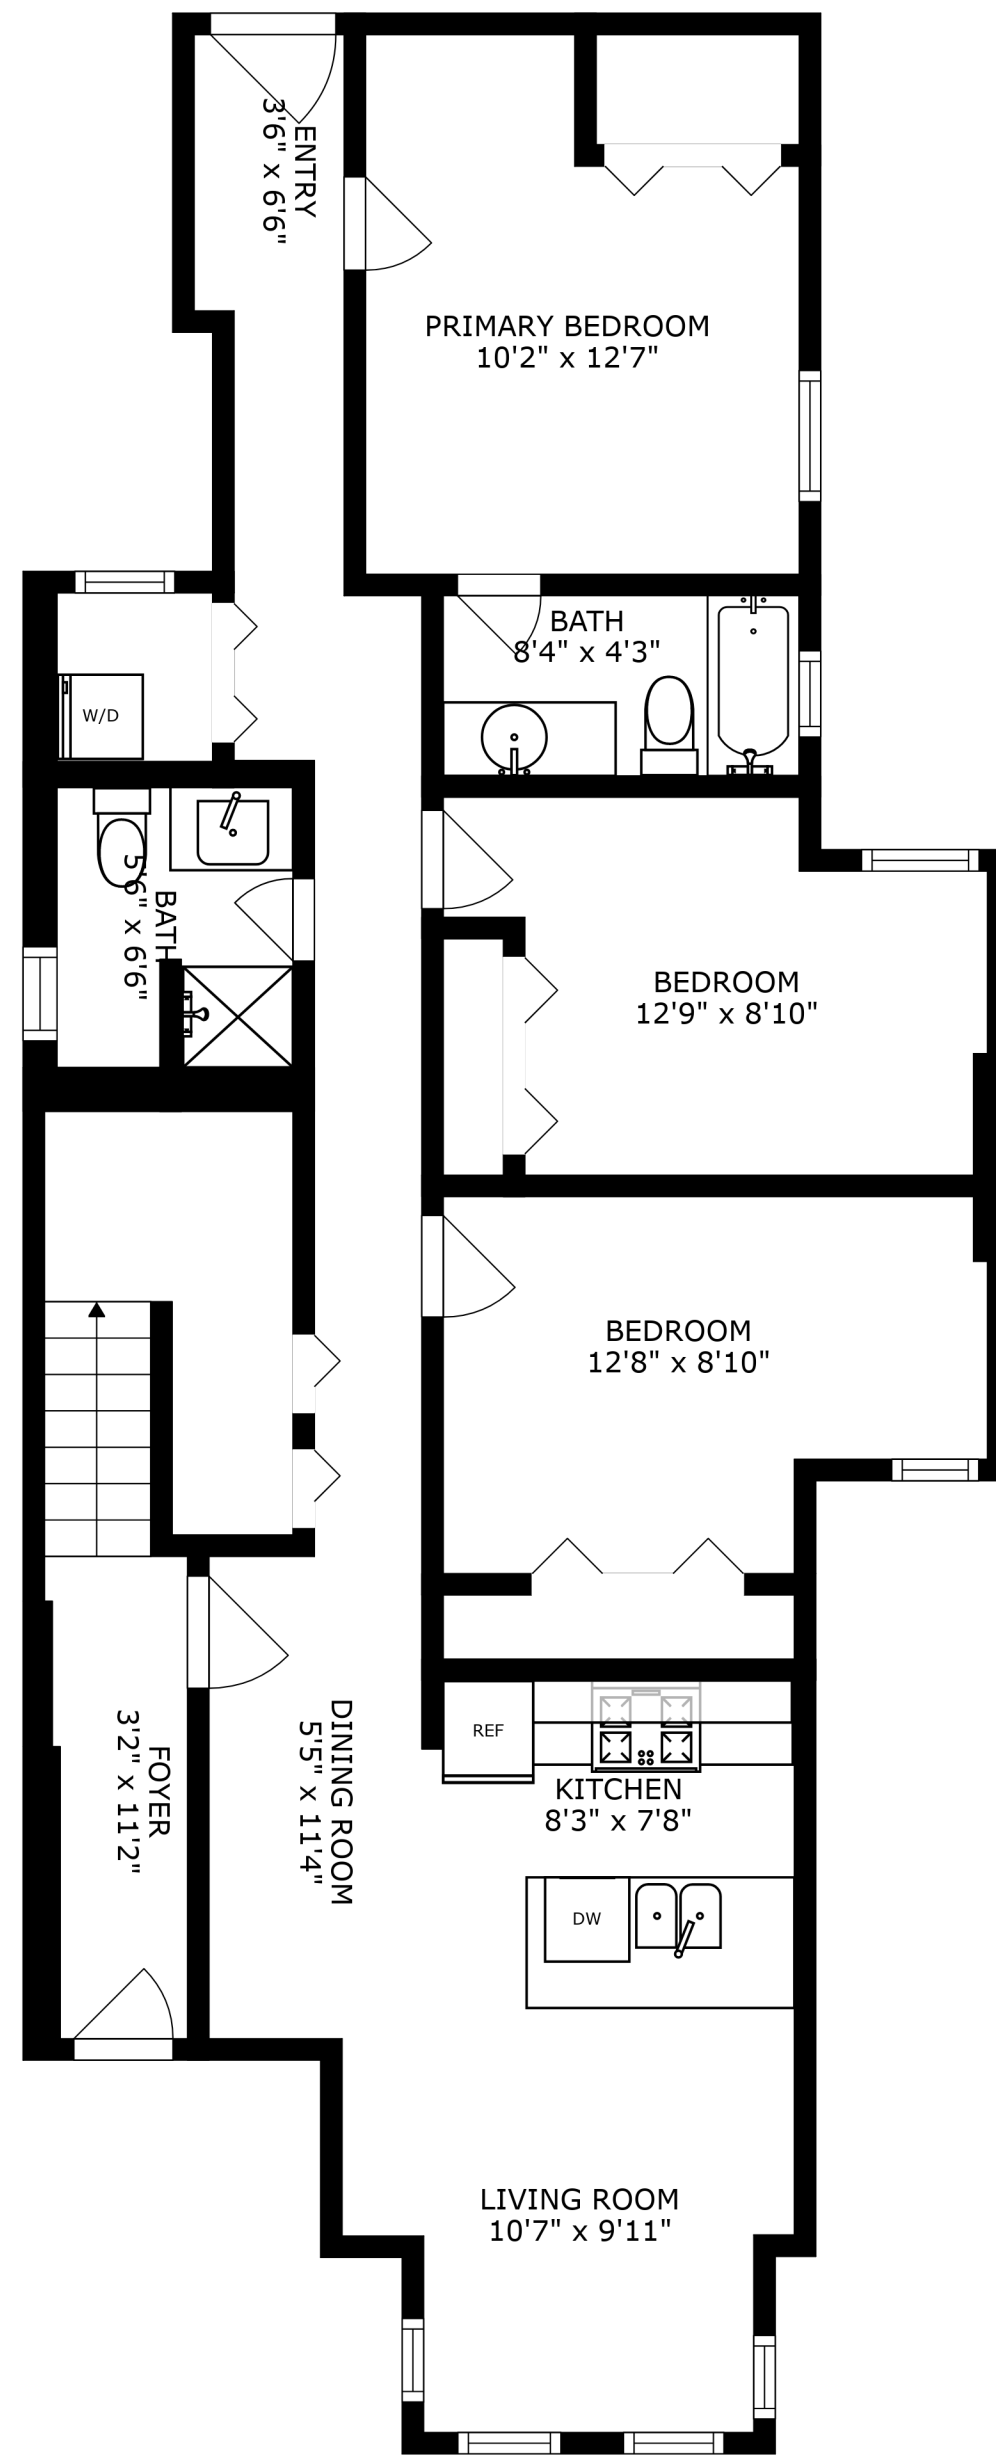 ENTRY
3'6" x 6'6"
PRIMARY BEDROOM
10'2" x 12'7"
BATH
8'4" x 4'3"
W/D
BATH
5'6" x 6'6"
BEDROOM
12'9" x 8'10"
BEDROOM
12'8" x 8'10"
FOYER
3'2" x 11'2"
DINING ROOM
5'5" x 11'4"
REF
KITCHEN
8'3" x 7'8"
DW
LIVING ROOM
10'7" x 9'11"